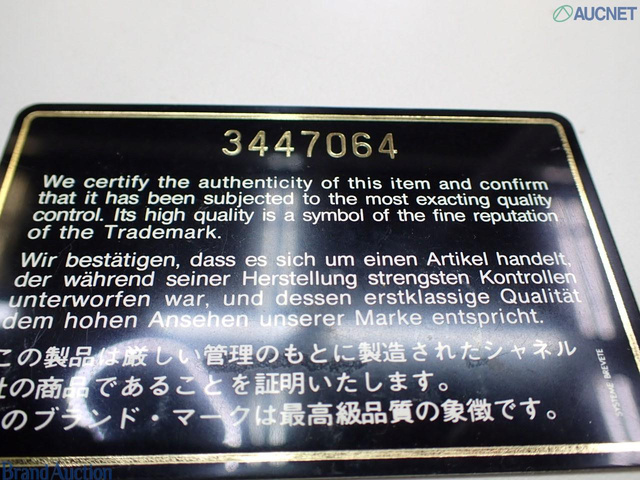 AUCNET
3447064
We certify the authenticity of this item and confirm
that it has been subjected to the most exacting quality
control. Its high quality is a symbol of the fine reputation
of the Trademark.
Wir bestätigen, dass es sich um einen Artikel handelt,
der während seiner Herstellung strengsten Kontrollen
unterworfen war, und dessen erstklassige Qualität
dem hohen Ansehen unserer Marke entspricht.
この製品は厳しい管理のもとに製造されたシャネル
社の商品であることを証明いたします。
のブランド・マークは最高級品質の象徴です。
SYSTEME BREVETE
Brand Auction